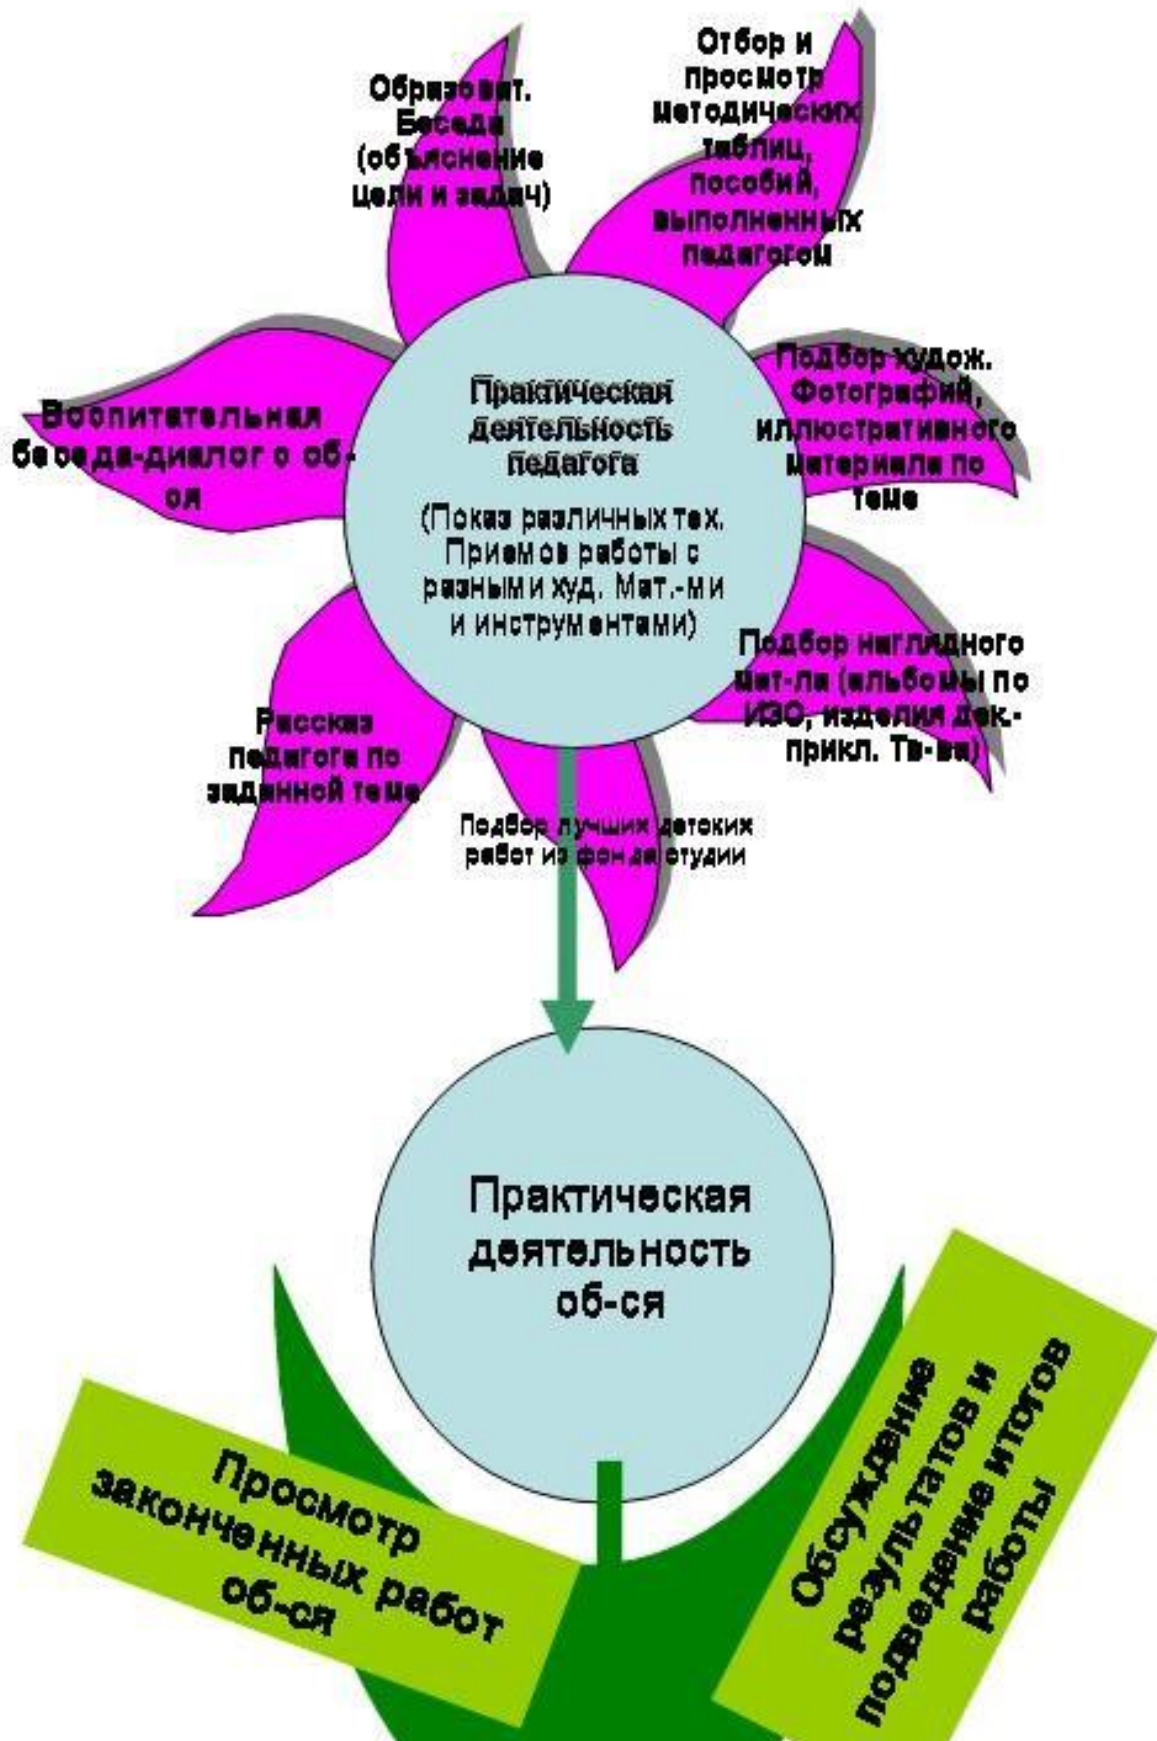 Образоват.
Беседа
(объяснение
цели и задач)
Отбор и
просмотр
методических
таблиц,
пособий,
выполненных
педагогом
Подбор худож.
Фотографий,
иллюстративного
материала по
теме
Подбор наглядного
мат-ла (альбомы по
ИЗО, изделия дек.-
прикл. Тв-ва)
Подбор лучших детских
работ из фонда студии
Рассказ
педагога по
заданной теме
Воспитательная
беседа-диалог с об-
ся
Практическая
деятельность
педагога
(Показ различных тех.
Приемов работы с
разными худ. Мат.-ми
и инструментами)
Практическая
деятельность
об-ся
Просмотр
законченных работ
об-ся
Обсуждение
результатов и
подведение итогов
работы